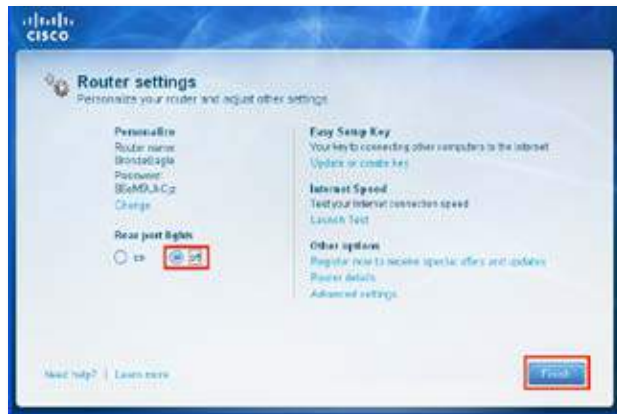 CISCO
Router settings
Personalize your router and adjust other settings
Personalize
Router name:
BronzeEagle
Password:
Change
Rear port lights
on
off
Easy Setup Key
Your key to connecting other computers to the internet
Update or create key
Internet Speed
Test your Internet connection speed
Launch Test
Other options
Register now to receive special offers and updates
Router details
Advanced settings
Need help? | Learn more
Finish